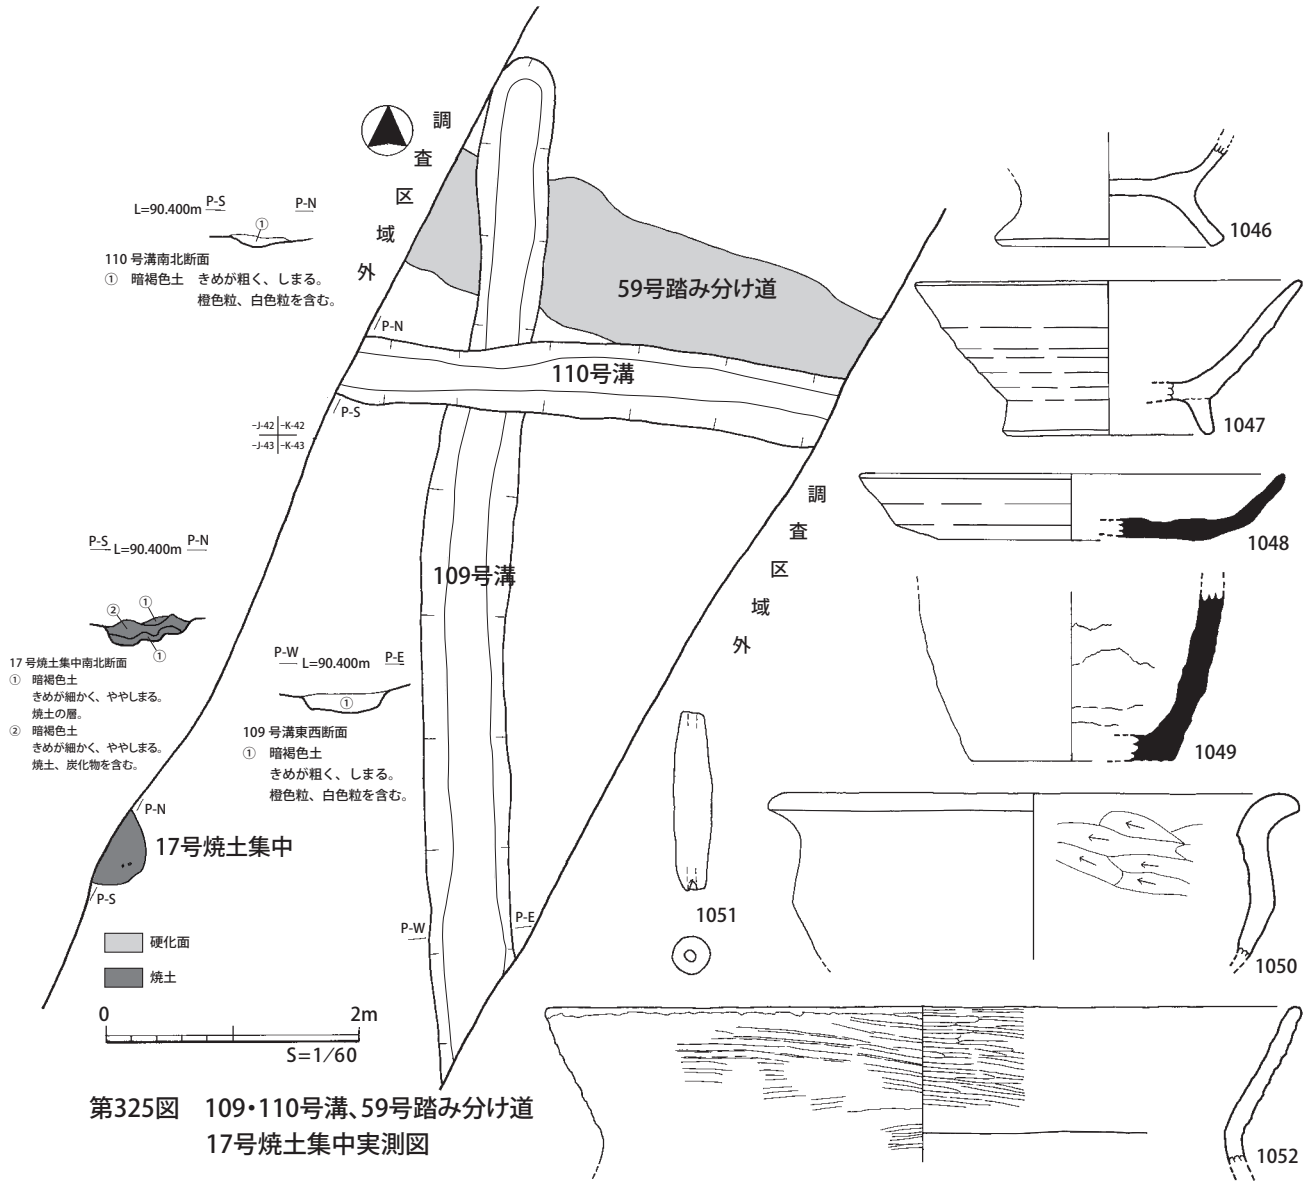 調査区域外
P-S
P-N
L=90.400m
①
110 号溝南北断面
① 暗褐色土 きめが粗く、しまる。
橙色粒、白色粒を含む。
59号踏み分け道
P-N
110号溝
P-S
-J-42 -K-42
-J-43 -K-43
調査区域外
109号溝
P-S L=90.400m P-N
② ①
①
17 号焼土集中南北断面
① 暗褐色土
きめが細かく、ややしまる。
焼土の層。
② 暗褐色土
きめが細かく、ややしまる。
焼土、炭化物を含む。
P-W L=90.400m P-E
①
109 号溝東西断面
① 暗褐色土
きめが粗く、しまる。
橙色粒、白色粒を含む。
P-N
17号焼土集中
P-S
P-W
P-E
硬化面
焼土
0 2m
S=1/60
1046
1047
1048
1049
1051
1050
1052
第325図 109・110号溝、59号踏み分け道
17号焼土集中実測図